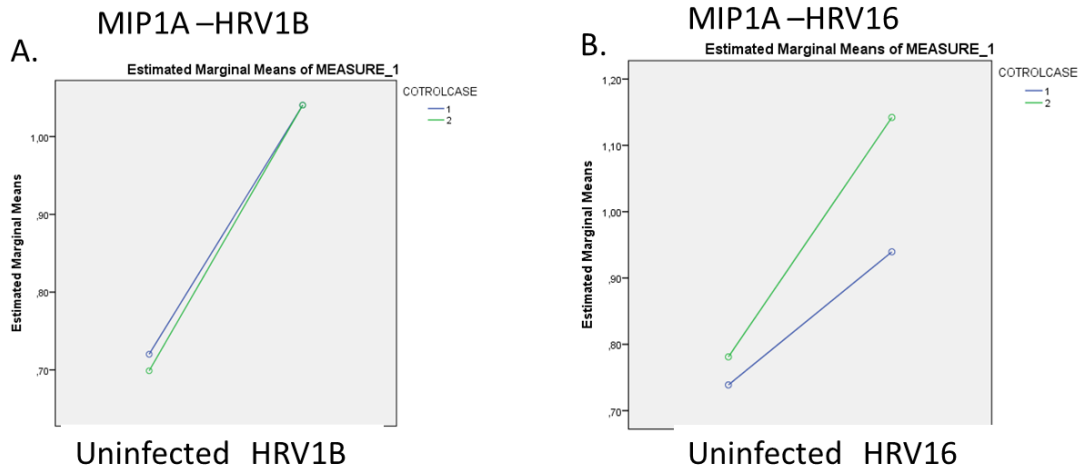 MIP1A –HRV1B
A.
Estimated Marginal Means of MEASURE_1
COTROLCASE
1
2
Estimated Marginal Means
1,00
,90
,80
,70
Uninfected HRV1B
MIP1A –HRV16
B.
Estimated Marginal Means of MEASURE_1
COTROLCASE
1
2
Estimated Marginal Means
1,20
1,10
1,00
,90
,80
,70
Uninfected HRV16